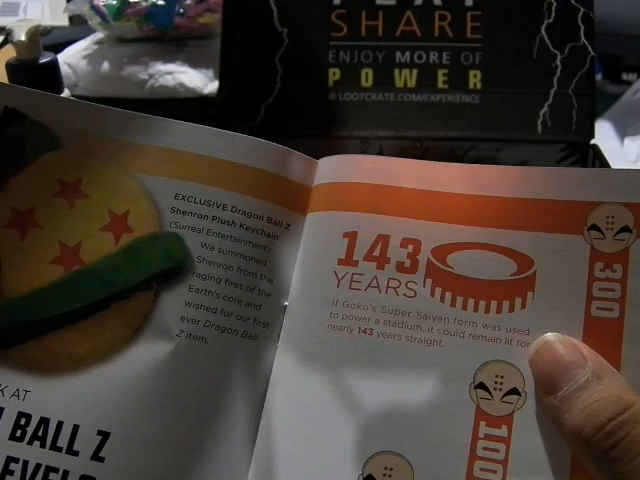 SHARE
ENJOY MORE OF
POWER
@ LOOTCRATE.COM/EXPERIENCE
EXCLUSIVE Dragon Ball Z
Shenron Plush Keychain
(Surreal Entertainment)
We summoned
Shenron from the
raging fires of the
Earth's core and
wished for our first
ever Dragon Ball
Z item.
K AT
BALL Z
143
YEARS
If Goku's Super Saiyan form was used
to power a stadium, it could remain lit for
nearly 143 years straight.
300
100